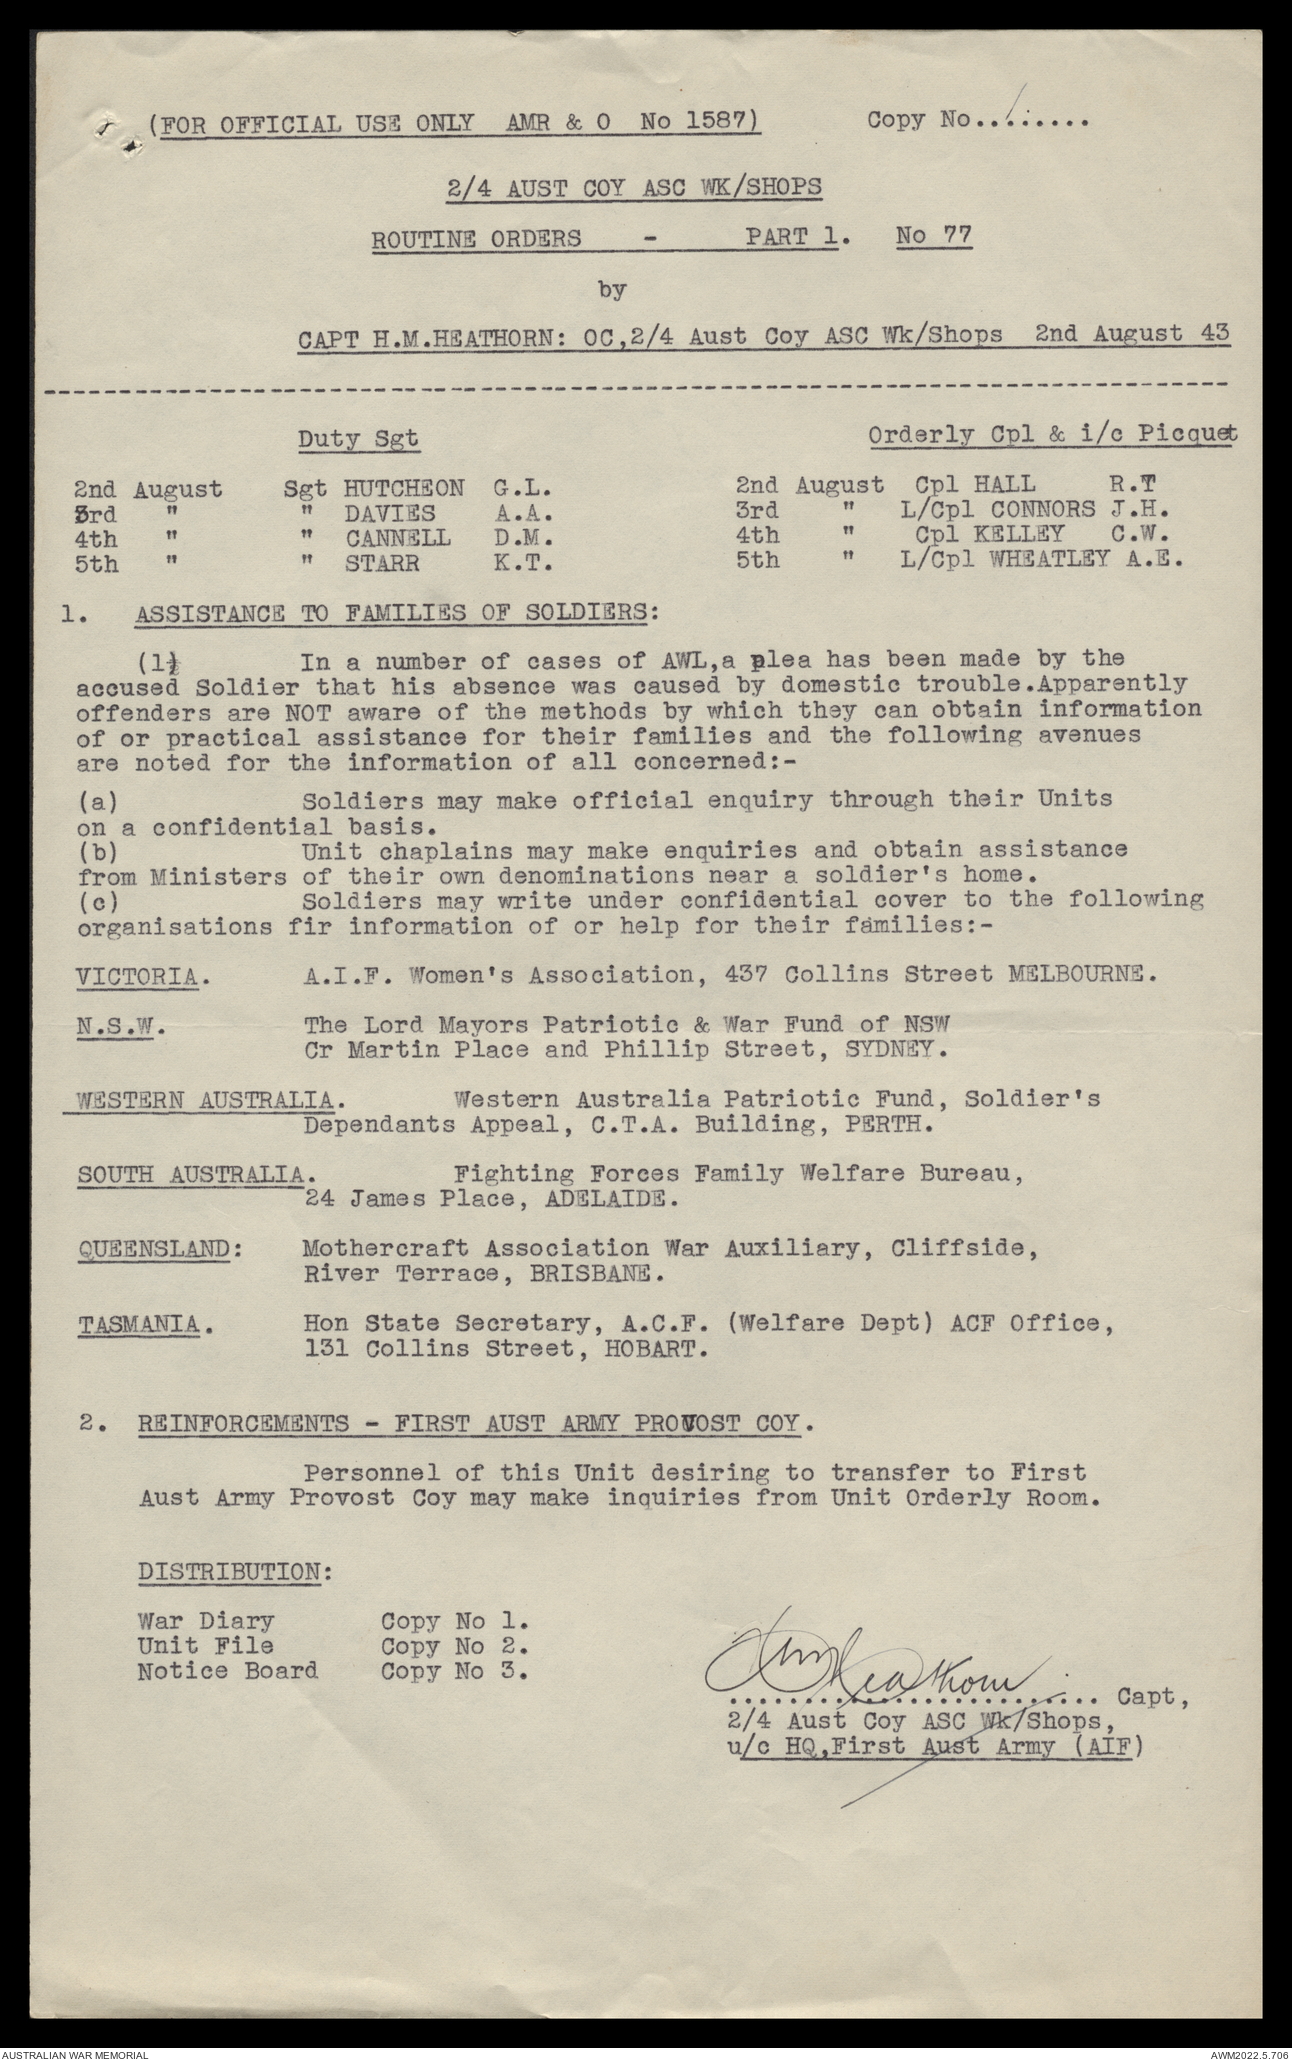 (FOR OFFICIAL USE ONLY AMR & O No 1587) Copy No..1......
2/4 AUST COY ASC WK/SHOPS
ROUTINE ORDERS - PART 1. No 77
by
CAPT H.M.HEATHORN: OC,2/4 Aust Coy ASC Wk/Shops 2nd August 43
Duty Sgt Orderly Cpl & i/c Picquet
2nd August Sgt HUTCHEON G.L. 2nd August Cpl HALL R.T
3rd " " DAVIES A.A. 3rd " L/Cpl CONNORS J.H.
4th " " CANNELL D.M. 4th " Cpl KELLEY C.W.
5th " " STARR K.T. 5th " L/Cpl WHEATLEY A.E.
1. ASSISTANCE TO FAMILIES OF SOLDIERS:
(1) In a number of cases of AWL,a plea has been made by the
accused Soldier that his absence was caused by domestic trouble.Apparently
offenders are NOT aware of the methods by which they can obtain information
of or practical assistance for their families and the following avenues
are noted for the information of all concerned:-
(a) Soldiers may make official enquiry through their Units
on a confidential basis.
(b) Unit chaplains may make enquiries and obtain assistance
from Ministers of their own denominations near a soldier's home.
(c) Soldiers may write under confidential cover to the following
organisations fir information of or help for their families:-
VICTORIA. A.I.F. Women's Association, 437 Collins Street MELBOURNE.
N.S.W. The Lord Mayors Patriotic & War Fund of NSW
Cr Martin Place and Phillip Street, SYDNEY.
WESTERN AUSTRALIA. Western Australia Patriotic Fund, Soldier's
Dependants Appeal, C.T.A. Building, PERTH.
SOUTH AUSTRALIA. Fighting Forces Family Welfare Bureau,
24 James Place, ADELAIDE.
QUEENSLAND: Mothercraft Association War Auxiliary, Cliffside,
River Terrace, BRISBANE.
TASMANIA. Hon State Secretary, A.C.F. (Welfare Dept) ACF Office,
131 Collins Street, HOBART.
2. REINFORCEMENTS - FIRST AUST ARMY PROVOST COY.
Personnel of this Unit desiring to transfer to First
Aust Army Provost Coy may make inquiries from Unit Orderly Room.
DISTRIBUTION:
War Diary Copy No 1.
Unit File Copy No 2.
Notice Board Copy No 3.
HM Heathorn
......................... Capt,
2/4 Aust Coy ASC Wk/Shops,
u/c HQ,First Aust Army (AIF)
AUSTRALIAN WAR MEMORIAL AWM2022.5.706